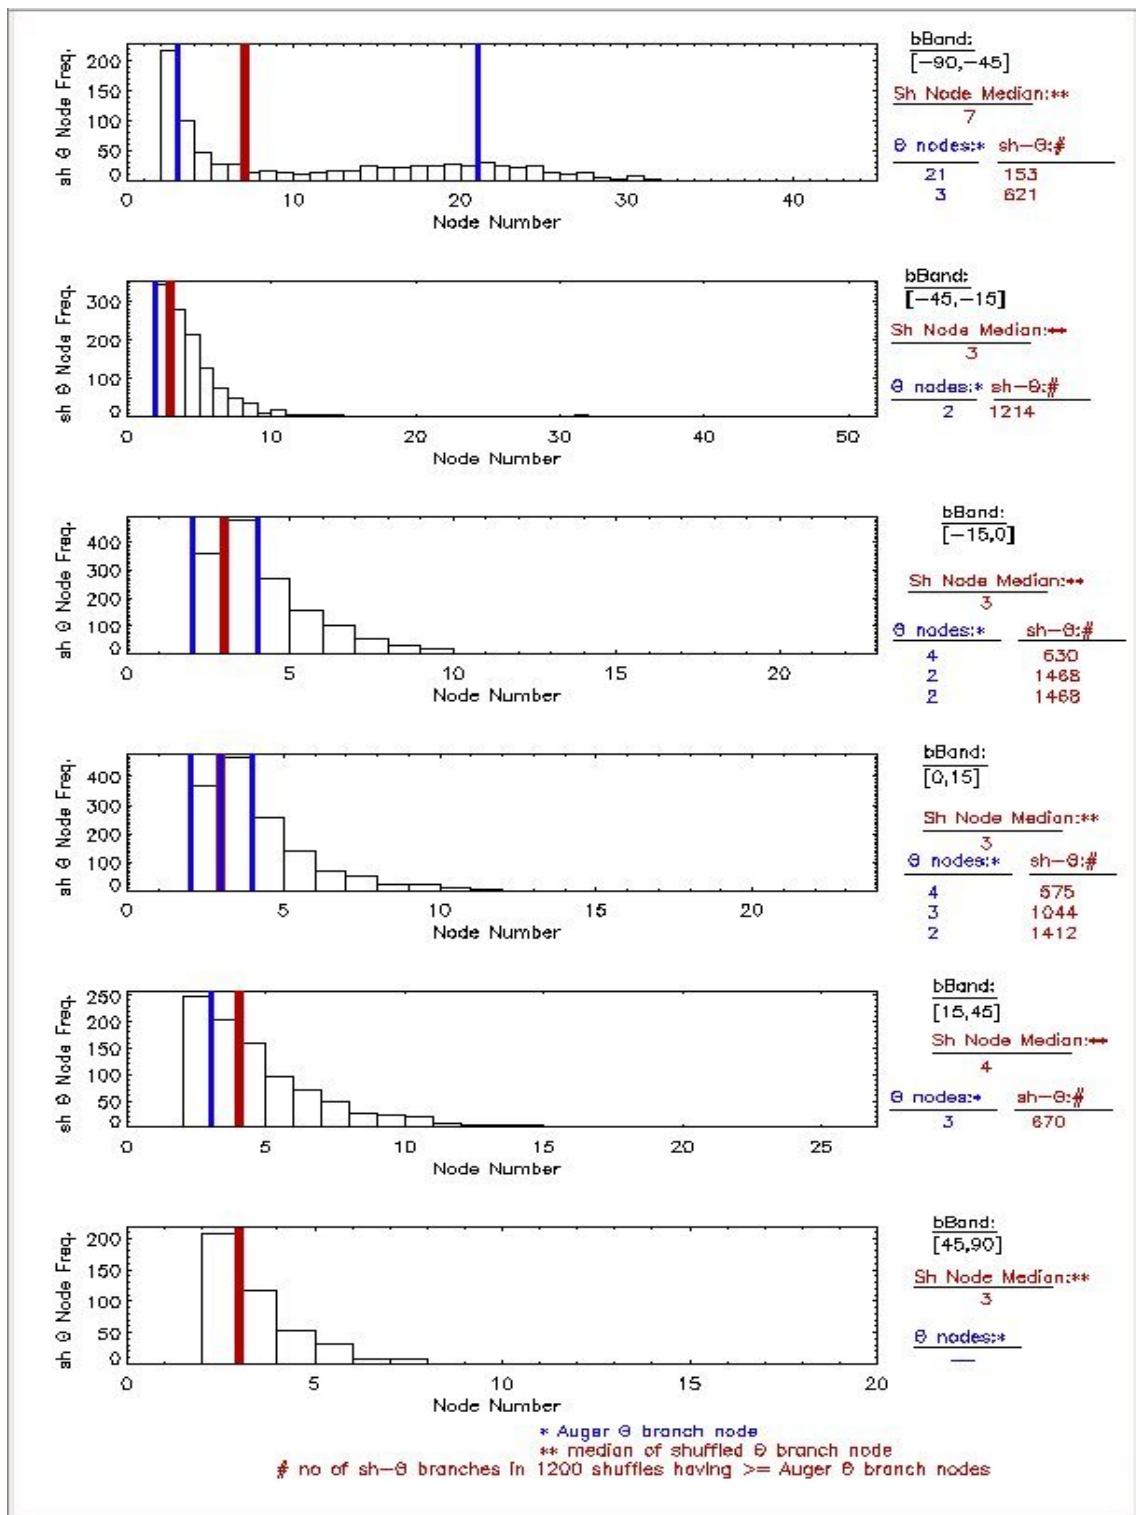 sh Θ Node Freq.
200
150
100
50
0
0 10 20 30 40
Node Number
bBand:
[-90,-45]
Sh Node Median:**
7
Θ nodes:* sh-Θ:#
21 153
3 621
sh Θ Node Freq.
300
200
100
0
0 10 20 30 40 50
Node Number
bBand:
[-45,-15]
Sh Node Median:**
3
Θ nodes:* sh-Θ:#
2 1214
sh Θ Node Freq.
400
300
200
100
0
0 5 10 15 20
Node Number
bBand:
[-15,0]
Sh Node Median:**
3
Θ nodes:* sh-Θ:#
4 630
2 1468
2 1468
sh Θ Node Freq.
400
300
200
100
0
0 5 10 15 20
Node Number
bBand:
[0,15]
Sh Node Median:**
3
Θ nodes:* sh-Θ:#
4 575
3 1044
2 1412
sh Θ Node Freq.
250
200
150
100
50
0
0 5 10 15 20 25
Node Number
bBand:
[15,45]
Sh Node Median:**
4
Θ nodes:* sh-Θ:#
3 670
sh Θ Node Freq.
200
150
100
50
0
0 5 10 15 20
Node Number
bBand:
[45,90]
Sh Node Median:**
3
Θ nodes:*
—
* Auger Θ branch node
** median of shuffled Θ branch node
# no of sh-Θ branches in 1200 shuffles having >= Auger Θ branch nodes